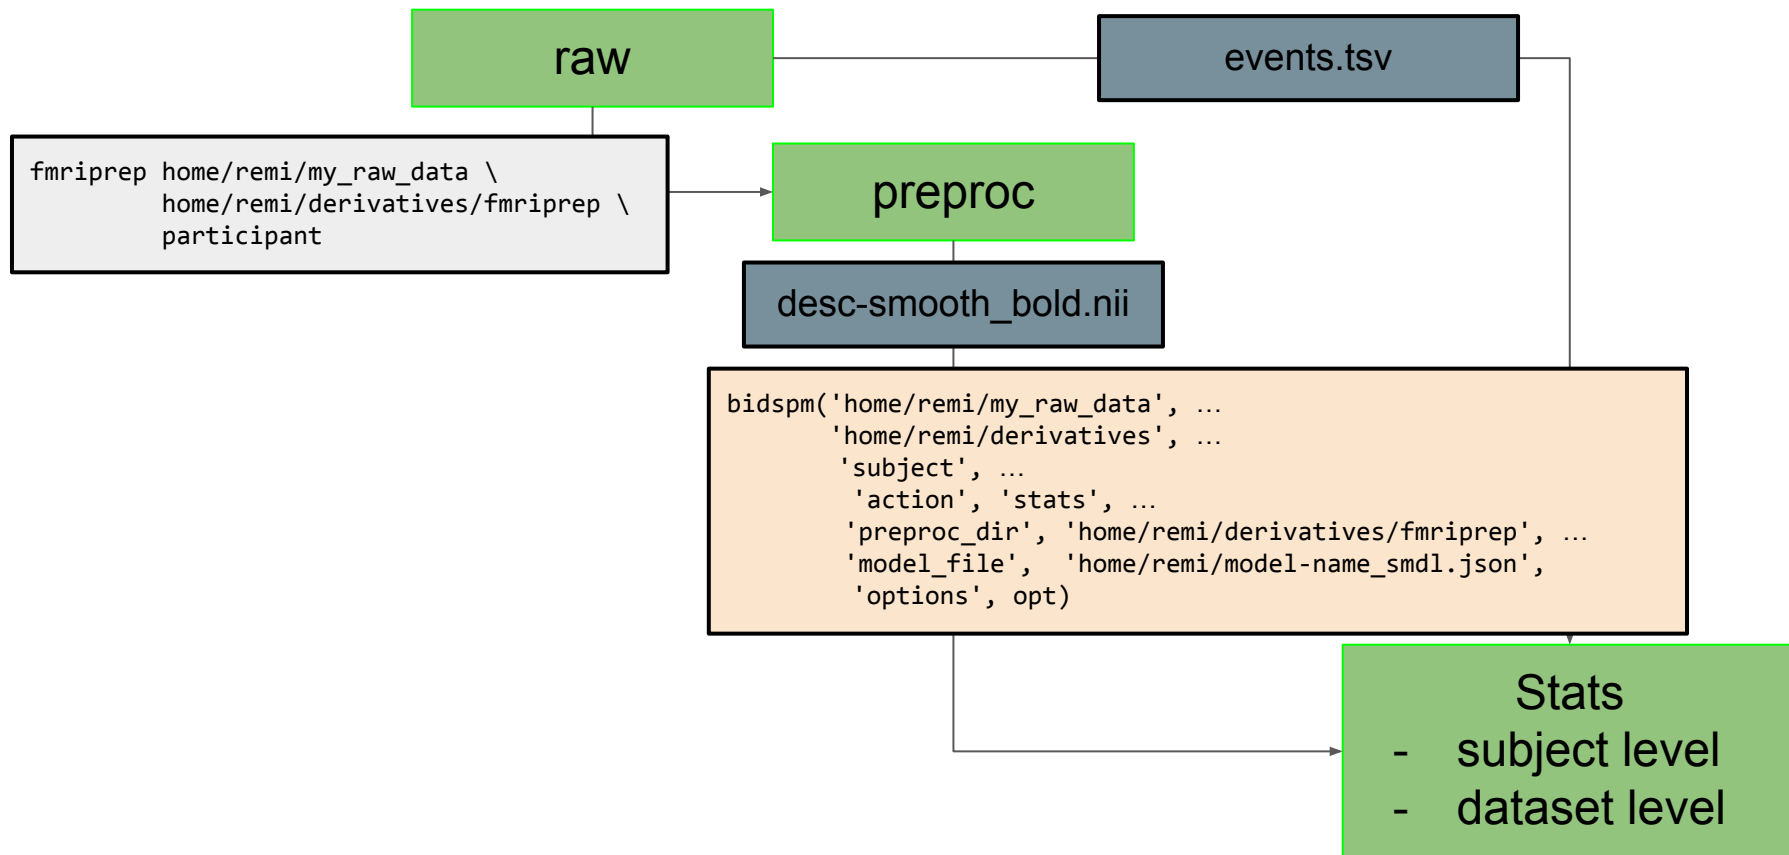 raw
events.tsv
fmriprep home/remi/my_raw_data \
home/remi/derivatives/fmriprep \
participant
preproc
desc-smooth_bold.nii
bidspm('home/remi/my_raw_data', …
'home/remi/derivatives', …
'subject', …
'action', 'stats', …
'preproc_dir', 'home/remi/derivatives/fmriprep', …
'model_file', 'home/remi/model-name_smdl.json',
'options', opt)
Stats
- subject level
- dataset level